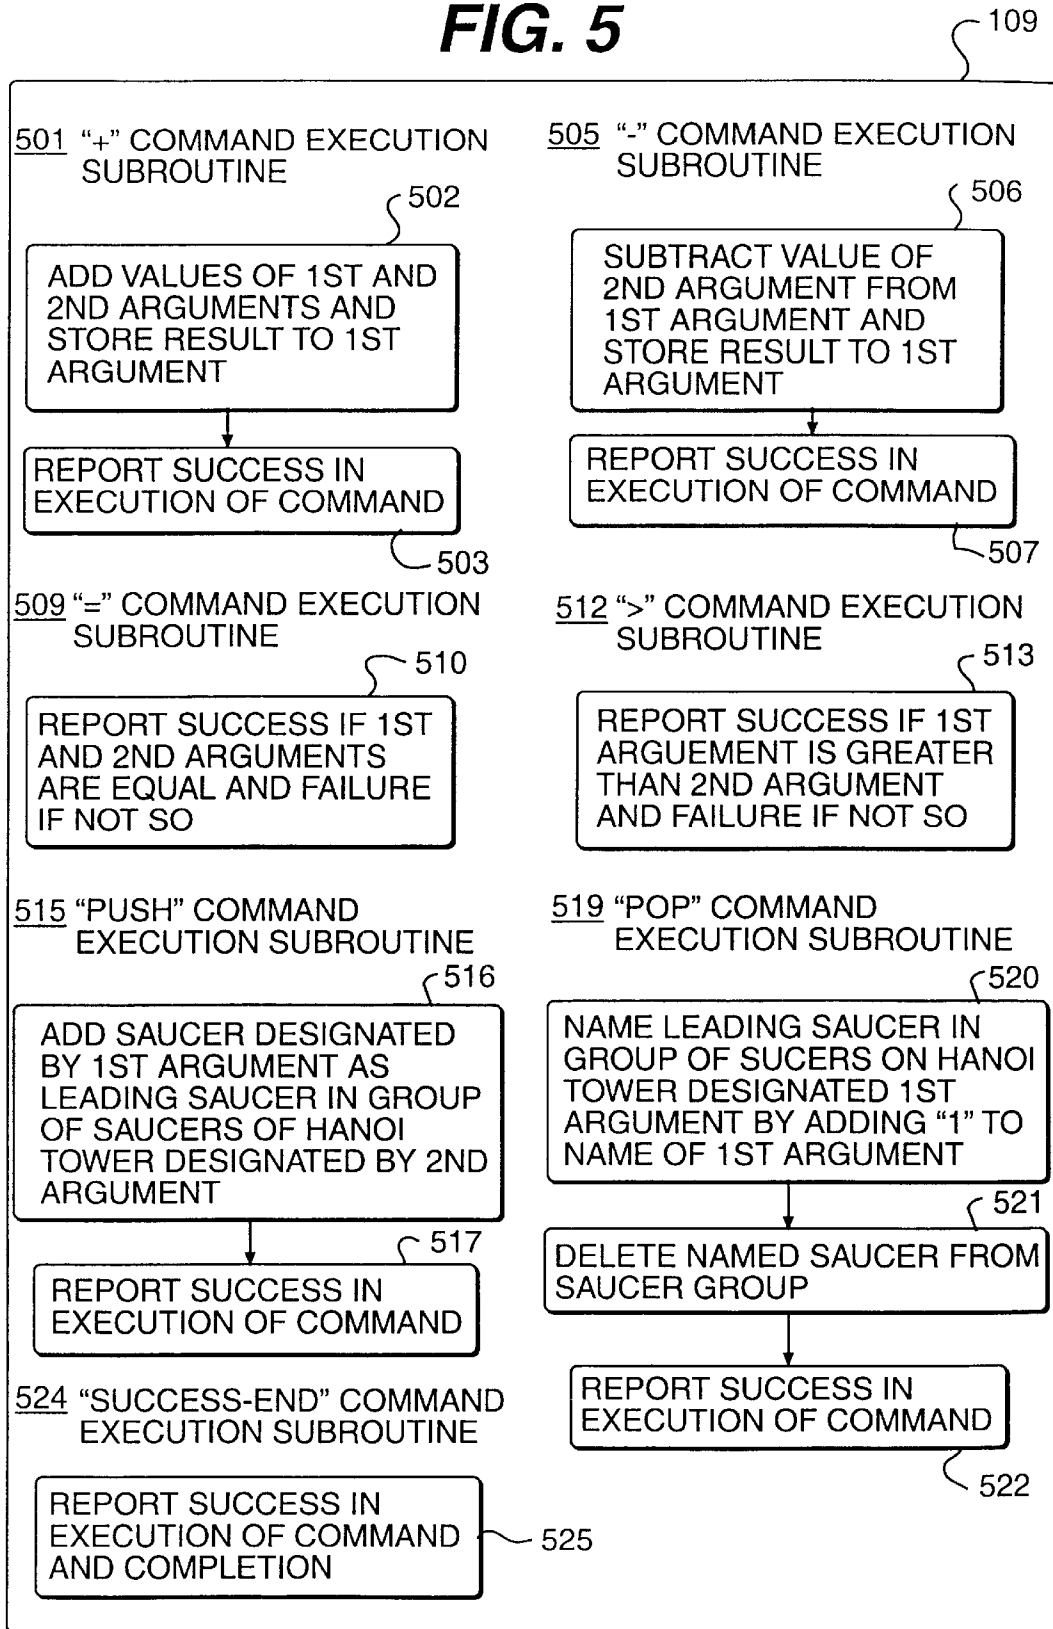 FIG. 5
109
501 “+” COMMAND EXECUTION
SUBROUTINE
502
ADD VALUES OF 1ST AND
2ND ARGUMENTS AND
STORE RESULT TO 1ST
ARGUMENT
REPORT SUCCESS IN
EXECUTION OF COMMAND
503
505 “-” COMMAND EXECUTION
SUBROUTINE
506
SUBTRACT VALUE OF
2ND ARGUMENT FROM
1ST ARGUMENT AND
STORE RESULT TO 1ST
ARGUMENT
REPORT SUCCESS IN
EXECUTION OF COMMAND
507
509 “=” COMMAND EXECUTION
SUBROUTINE
510
REPORT SUCCESS IF 1ST
AND 2ND ARGUMENTS
ARE EQUAL AND FAILURE
IF NOT SO
512 “>” COMMAND EXECUTION
SUBROUTINE
513
REPORT SUCCESS IF 1ST
ARGUEMENT IS GREATER
THAN 2ND ARGUMENT
AND FAILURE IF NOT SO
515 “PUSH” COMMAND
EXECUTION SUBROUTINE
516
ADD SAUCER DESIGNATED
BY 1ST ARGUMENT AS
LEADING SAUCER IN GROUP
OF SAUCERS OF HANOI
TOWER DESIGNATED BY 2ND
ARGUMENT
517
REPORT SUCCESS IN
EXECUTION OF COMMAND
519 “POP” COMMAND
EXECUTION SUBROUTINE
520
NAME LEADING SAUCER IN
GROUP OF SUCERS ON HANOI
TOWER DESIGNATED 1ST
ARGUMENT BY ADDING “1” TO
NAME OF 1ST ARGUMENT
521
DELETE NAMED SAUCER FROM
SAUCER GROUP
REPORT SUCCESS IN
EXECUTION OF COMMAND
522
524 “SUCCESS-END” COMMAND
EXECUTION SUBROUTINE
REPORT SUCCESS IN
EXECUTION OF COMMAND
AND COMPLETION
525